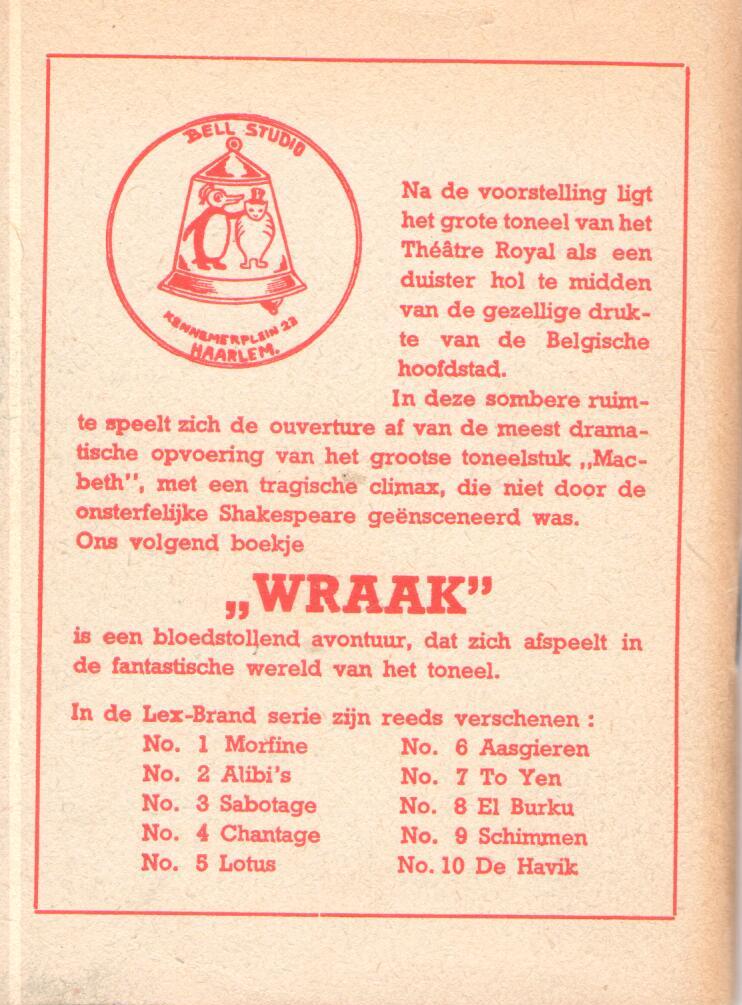 BELL STUDIO
KENNEMERPLEIN 23
HAARLEM.
Na de voorstelling ligt
het grote toneel van het
Théâtre Royal als een
duister hol te midden
van de gezellige druk-
te van de Belgische
hoofdstad.
In deze sombere ruim-
te speelt zich de ouverture af van de meest drama-
tische opvoering van het grootse toneelstuk „Mac-
beth”, met een tragische climax, die niet door de
onsterfelijke Shakespeare geënsceneerd was.
Ons volgend boekje
„WRAAK”
is een bloedstollend avontuur, dat zich afspeelt in
de fantastische wereld van het toneel.
In de Lex-Brand serie zijn reeds verschenen :
No. 1 Morfine
No. 2 Alibi's
No. 3 Sabotage
No. 4 Chantage
No. 5 Lotus
No. 6 Aasgieren
No. 7 To Yen
No. 8 El Burku
No. 9 Schimmen
No. 10 De Havik